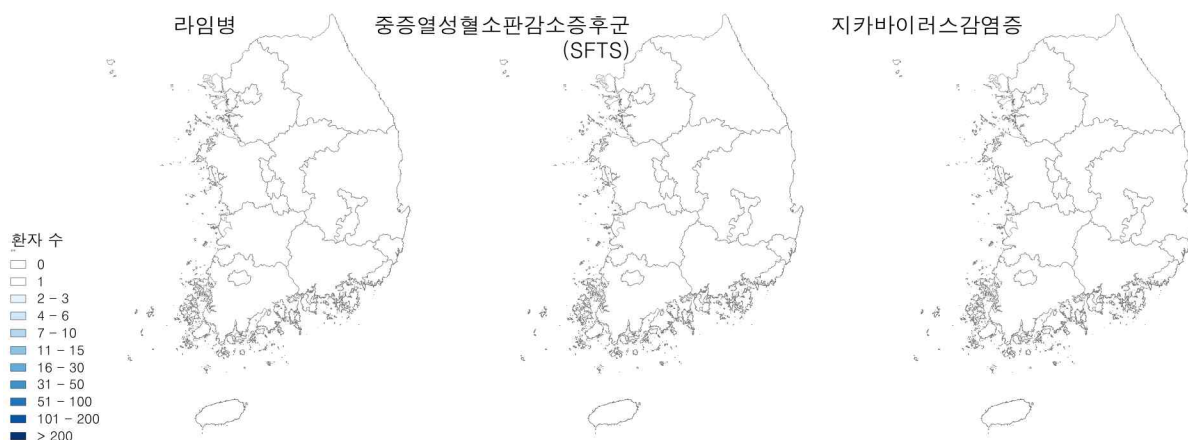 라임병
중증열성혈소판감소증후군
(SFTS)
지카바이러스감염증
환자 수
0
1
2 - 3
4 - 6
7 - 10
11 - 15
16 - 30
31 - 50
51 - 100
101 - 200
> 200